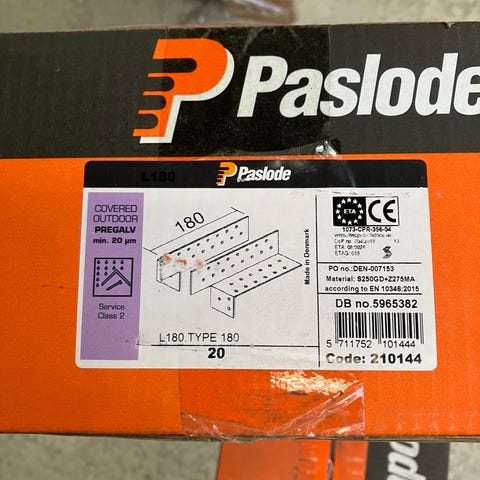 Paslode
L180
Paslode
COVERED
OUTDOOR
PREGALV
min. 20 µm
Service
Class 2
180
L180.TYPE 180
20
Made in Denmark
ETA
CE
1073-CPR-356-04
PO no.:DEN-007153
Material: S250GD+Z275MA
according to EN 10346:2015
DB no.5965382
5 711752 101444
Code: 210144